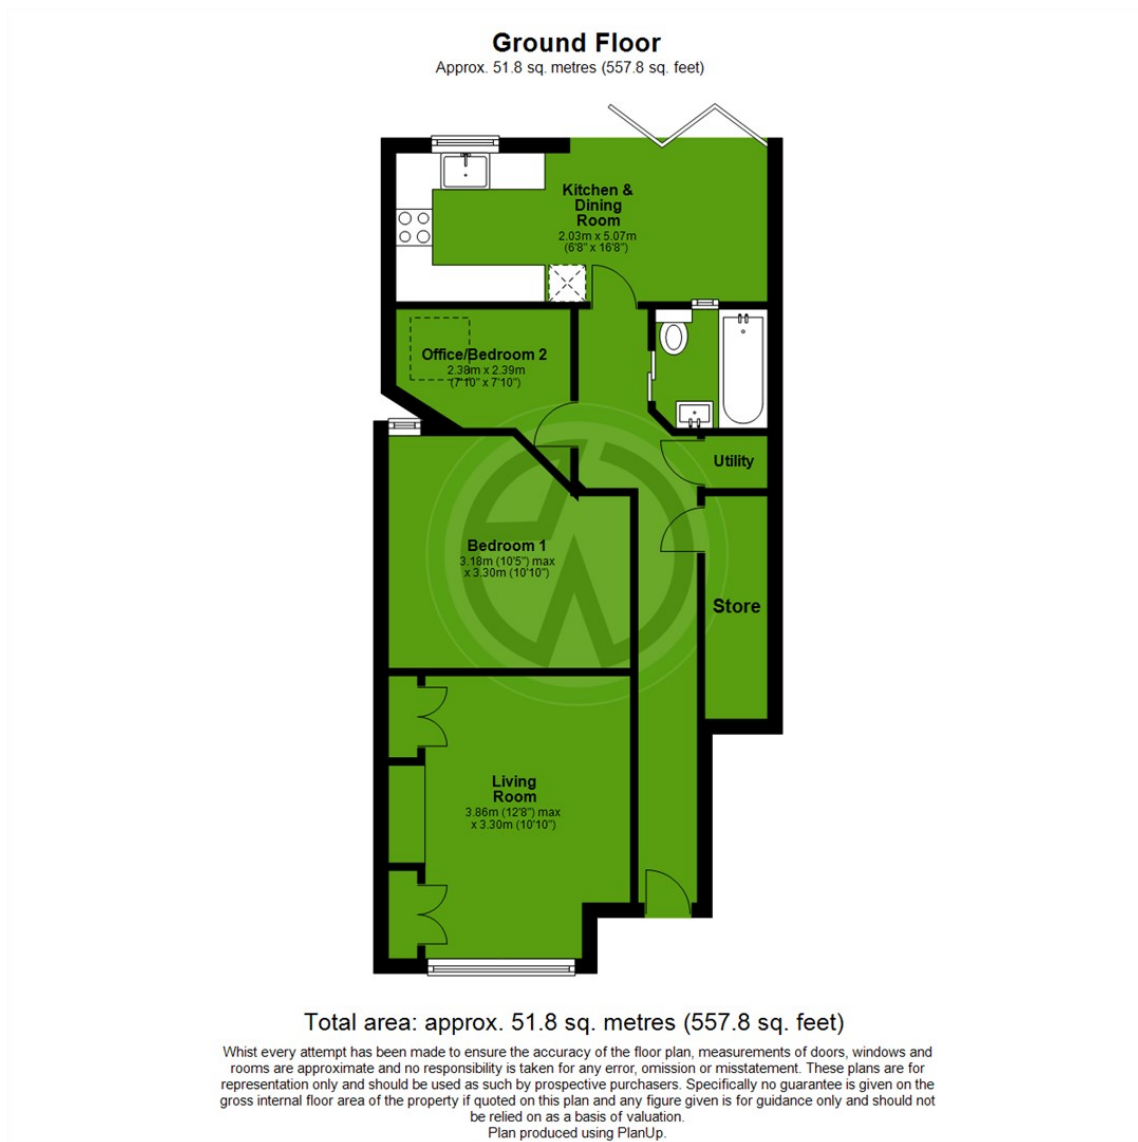 Ground Floor
Approx. 51.8 sq. metres (557.8 sq. feet)
Kitchen &
Dining
Room
2.03m x 5.07m
(6'8" x 16'8")
Office/Bedroom 2
2.38m x 2.39m
(7'10" x 7'10")
Utility
Bedroom 1
3.18m (10'5") max
x 3.30m (10'10")
Store
Living
Room
3.86m (12'8") max
x 3.30m (10'10")
Total area: approx. 51.8 sq. metres (557.8 sq. feet)
Whist every attempt has been made to ensure the accuracy of the floor plan, measurements of doors, windows and
rooms are approximate and no responsibility is taken for any error, omission or misstatement. These plans are for
representation only and should be used as such by prospective purchasers. Specifically no guarantee is given on the
gross internal floor area of the property if quoted on this plan and any figure given is for guidance only and should not
be relied on as a basis of valuation.
Plan produced using PlanUp.